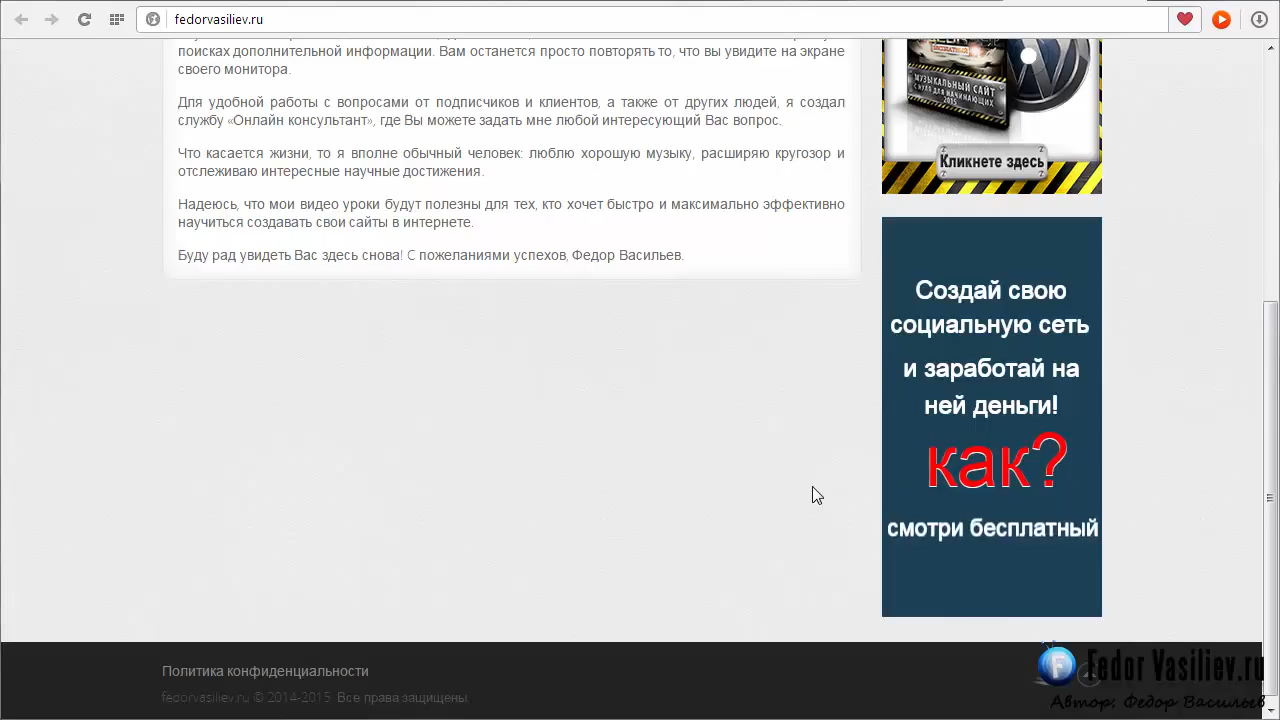 fedorvasiliev.ru
поиска дополнительной информации. Вам останется просто повторять то, что вы увидите на экране
своего монитора.
Для удобной работы с вопросами от подписчиков и клиентов, а также от других людей, я создал
службу «Онлайн консультант», где Вы можете задать мне любой интересующий Вас вопрос.
Что касается жизни, то я вполне обычный человек: люблю хорошую музыку, расширяю кругозор и
отслеживаю интересные научные достижения.
Надеюсь, что мои видео уроки будут полезны для тех, кто хочет быстро и максимально эффективно
научиться создавать свои сайты в интернете.
Буду рад увидеть Вас здесь снова! С пожеланиями успехов, Федор Васильев.
МУЗЫКАЛЬНЫЙ САЙТ
С НУЛЯ ДЛЯ НАЧИНАЮЩИХ
2015
Кликнете здесь
Создай свою
социальную сеть
и заработай на
ней деньги!
как?
смотри бесплатный
Политика конфиденциальности
fedorvasiliev.ru © 2014-2015. Все права защищены.
Fedor Vasiliev.ru
Автор: Федор Васильев